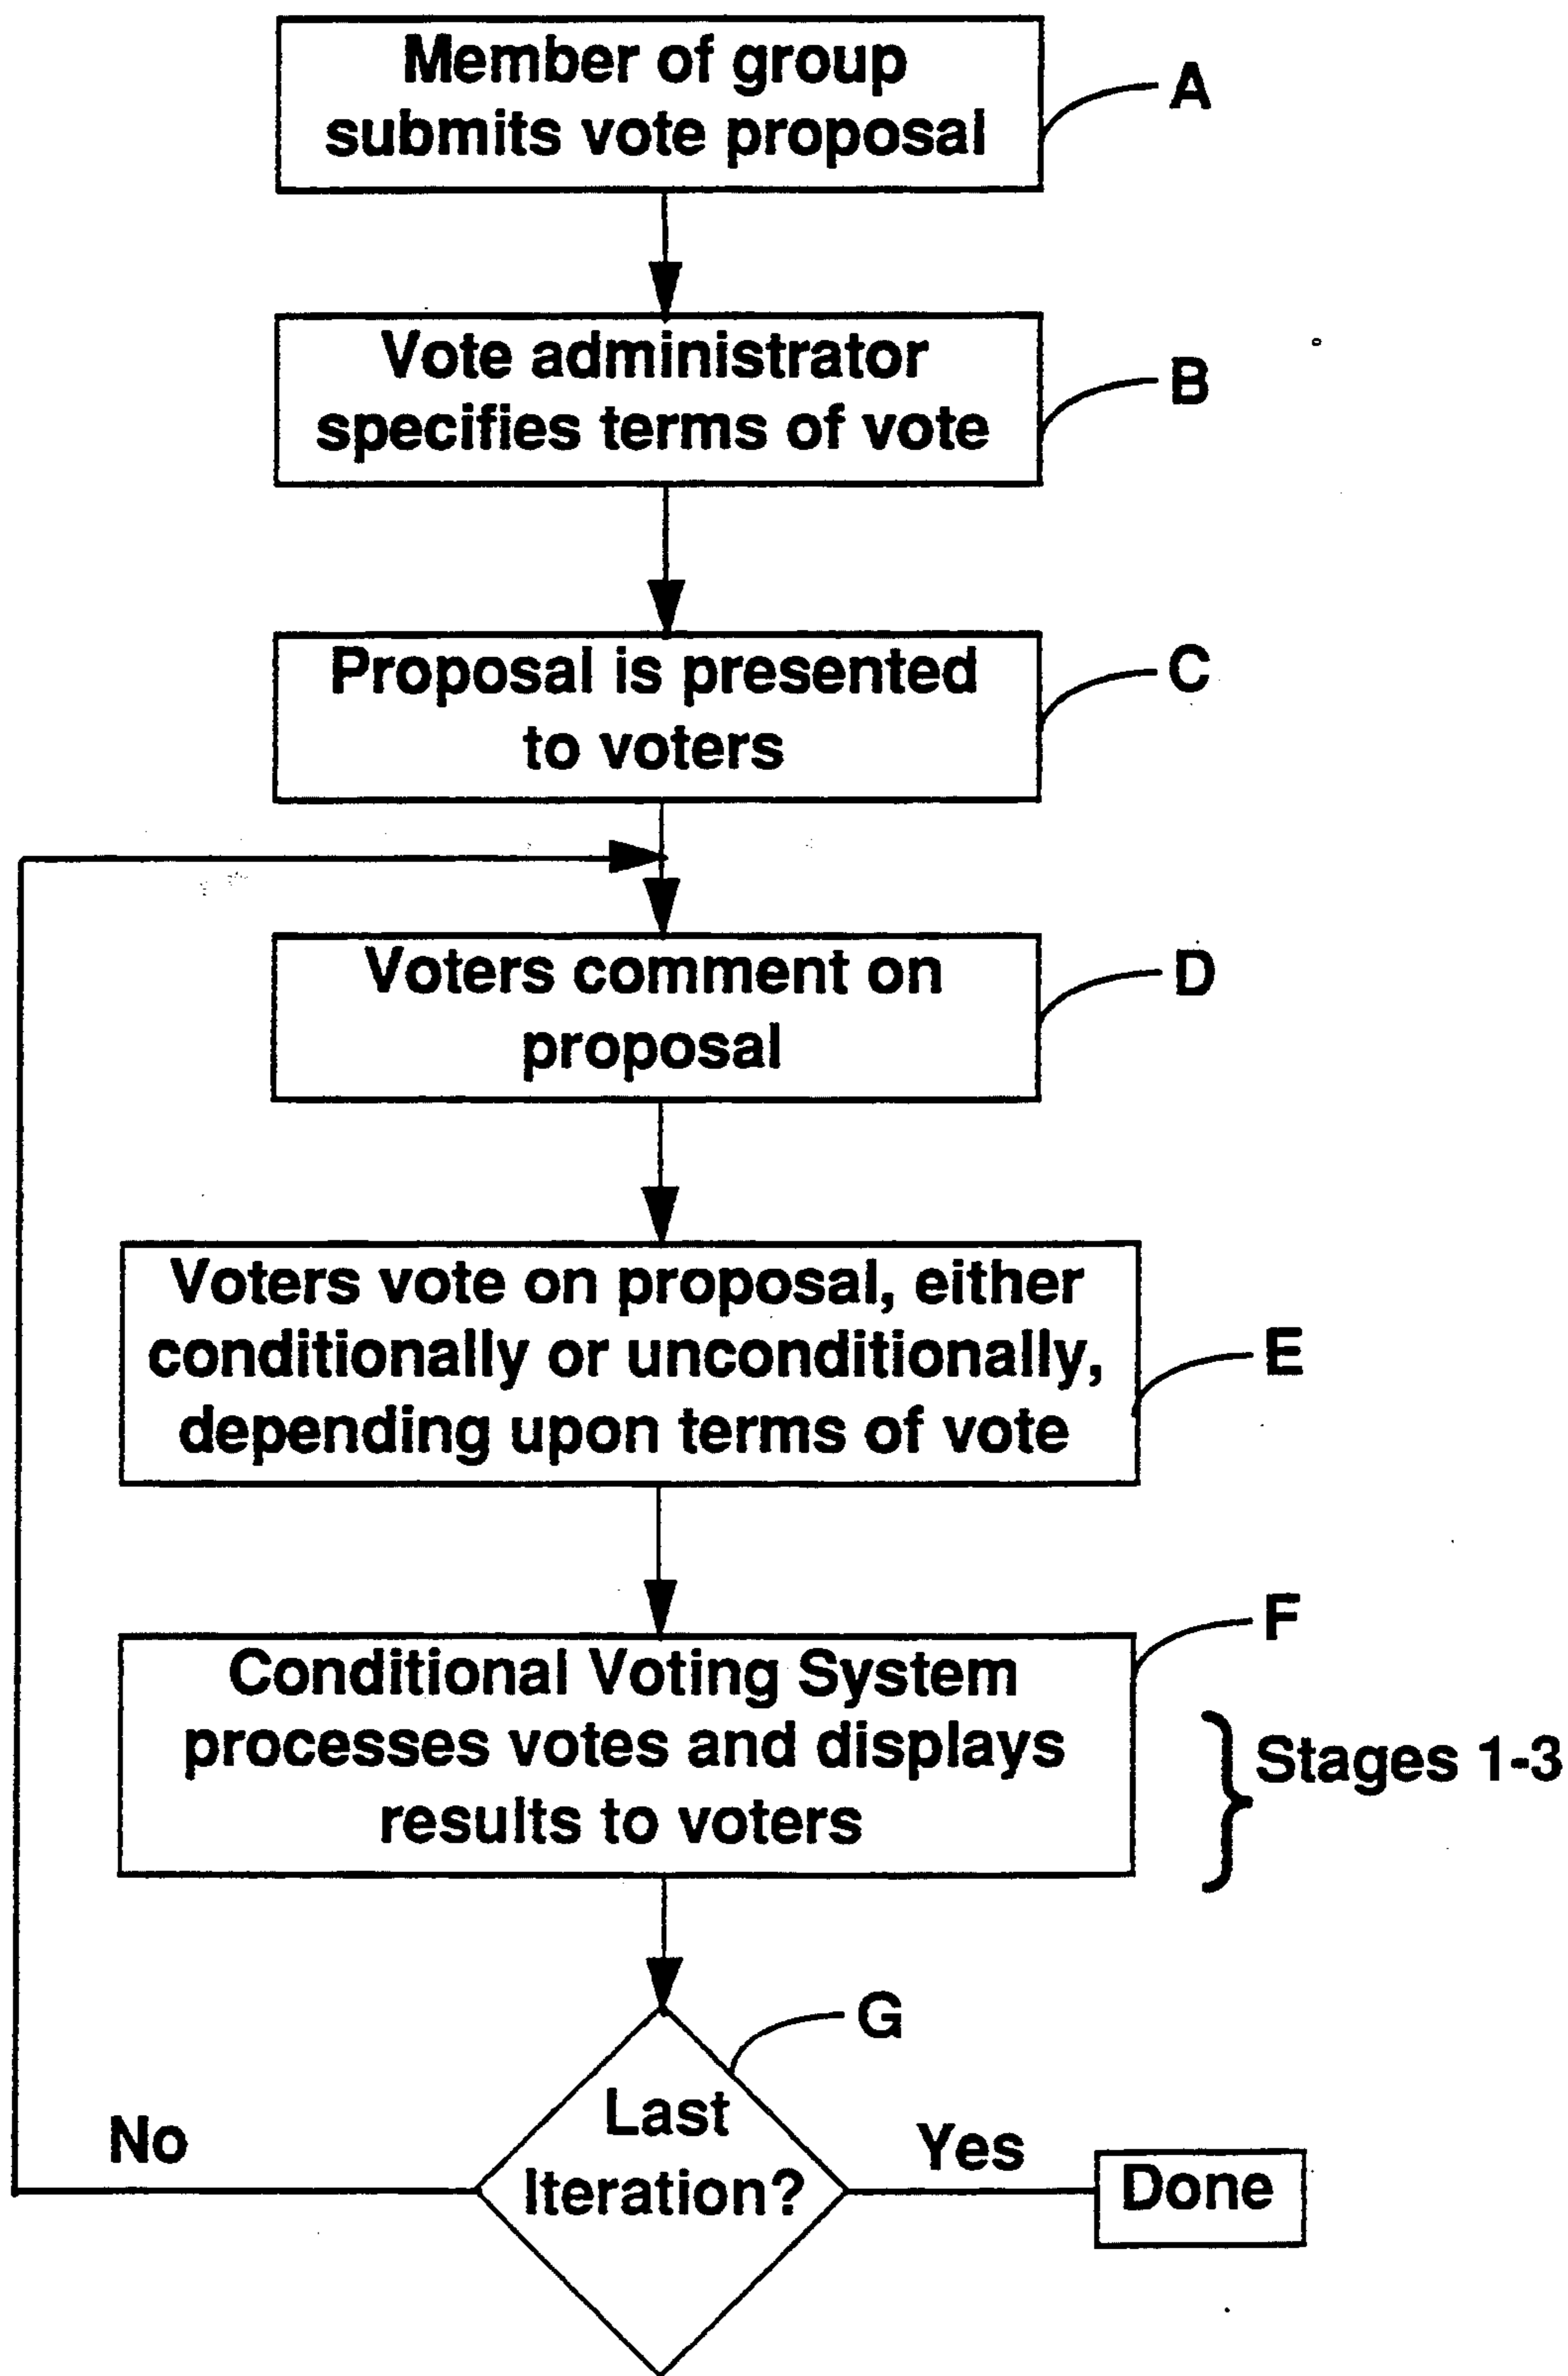 Member of group
submits vote proposal
A
Vote administrator
specifies terms of vote
B
Proposal is presented
to voters
C
Voters comment on
proposal
D
Voters vote on proposal, either
conditionally or unconditionally,
depending upon terms of vote
E
Conditional Voting System
processes votes and displays
results to voters
F
Stages 1-3
G
Last
Iteration?
No
Yes
Done